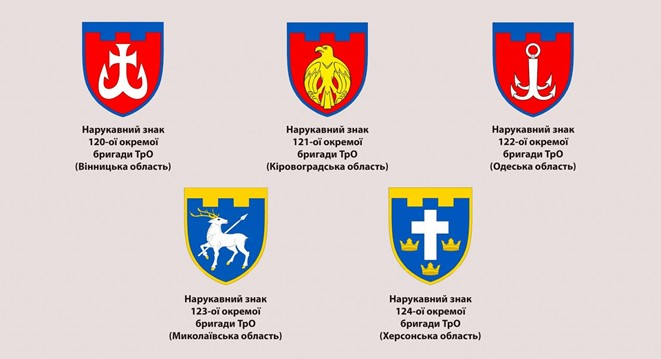 Нарукавний знак
120-ої окремої
бригади ТрО
(Вінницька область)
Нарукавний знак
121-ої окремої
бригади ТрО
(Кіровоградська область)
Нарукавний знак
122-ої окремої
бригади ТрО
(Одеська область)
Нарукавний знак
123-ої окремої
бригади ТрО
(Миколаївська область)
Нарукавний знак
124-ої окремої
бригади ТрО
(Херсонська область)